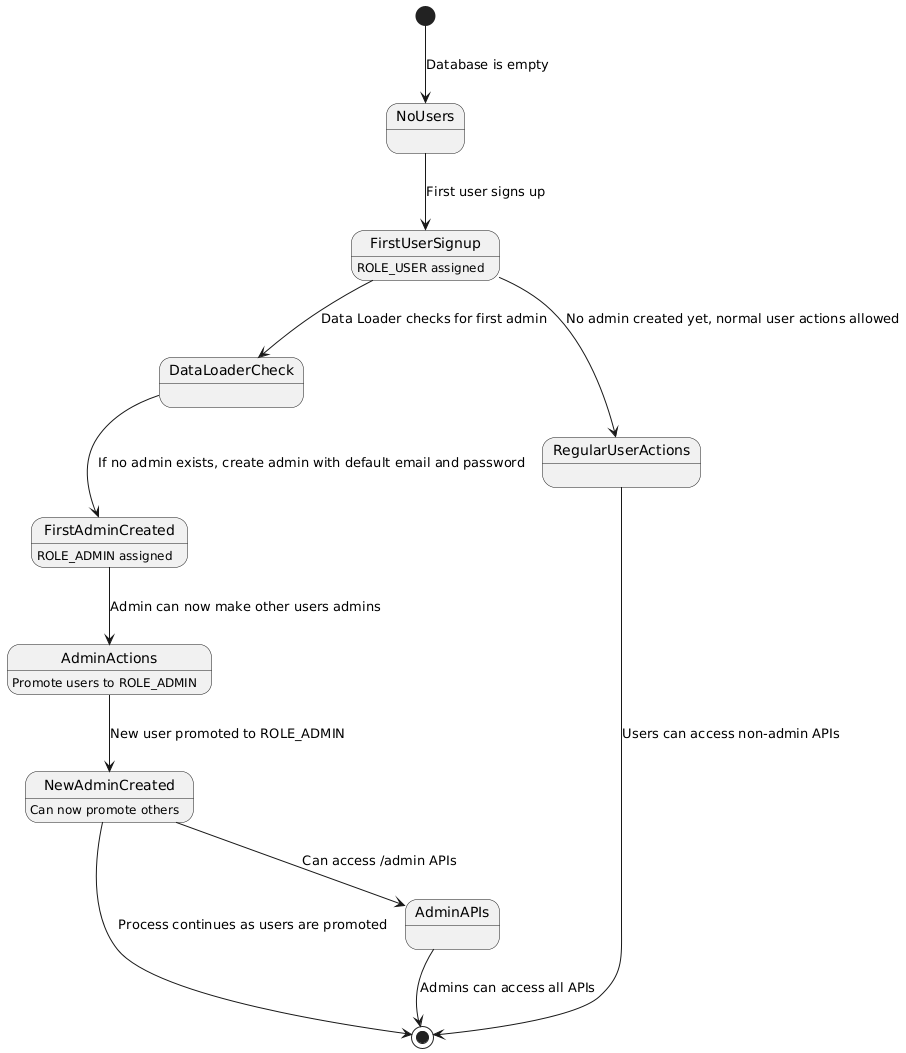 Database is empty
NoUsers
First user signs up
FirstUserSignup
ROLE_USER assigned
Data Loader checks for first admin
No admin created yet, normal user actions allowed
DataLoaderCheck
RegularUserActions
If no admin exists, create admin with default email and password
FirstAdminCreated
ROLE_ADMIN assigned
Admin can now make other users admins
AdminActions
Promote users to ROLE_ADMIN
New user promoted to ROLE_ADMIN
Users can access non-admin APIs
NewAdminCreated
Can now promote others
Can access /admin APIs
AdminAPIs
Process continues as users are promoted
Admins can access all APIs